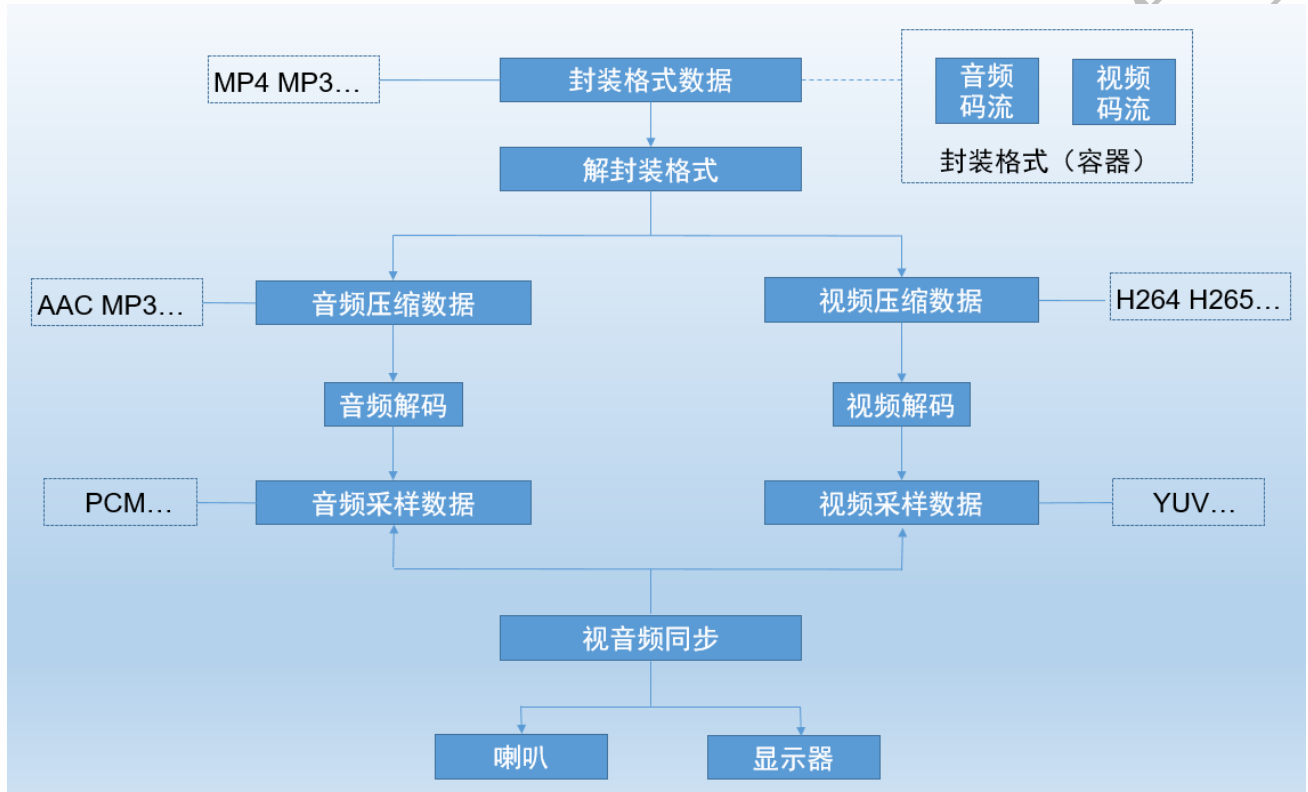 MP4 MP3...
封装格式数据
音频
码流
视频
码流
封装格式（容器）
解封装格式
AAC MP3...
音频压缩数据
视频压缩数据
H264 H265...
音频解码
视频解码
PCM...
音频采样数据
视频采样数据
YUV...
视音频同步
喇叭
显示器